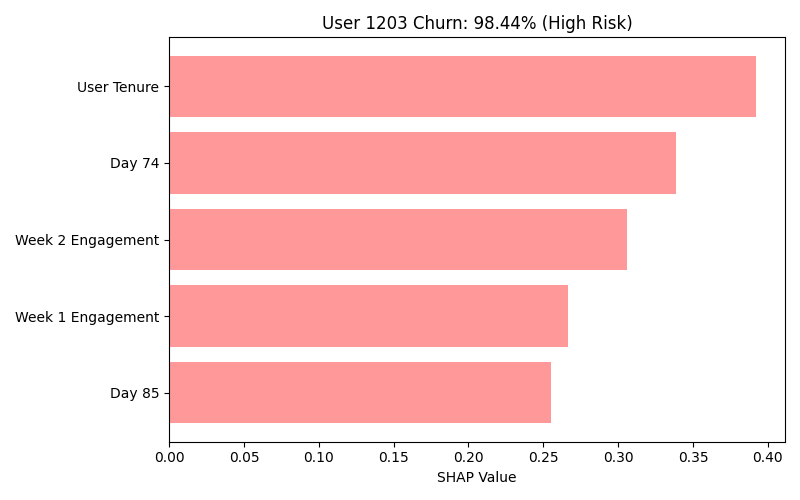 User 1203 Churn: 98.44% (High Risk)
User Tenure
Day 74
Week 2 Engagement
Week 1 Engagement
Day 85
0.00 0.05 0.10 0.15 0.20 0.25 0.30 0.35 0.40
SHAP Value